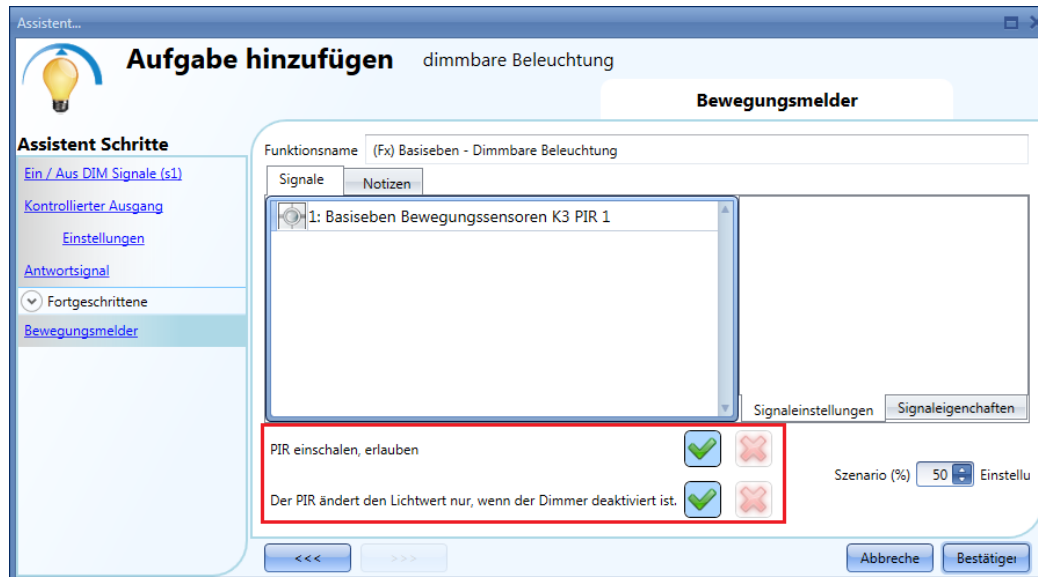 Assistent...
Aufgabe hinzufügen dimmbare Beleuchtung
Bewegungsmelder
Assistent Schritte
Ein / Aus DIM Signale (s1)
Kontrollierter Ausgang
Einstellungen
Antwortsignal
Fortgeschrittene
Bewegungsmelder
Funktionsname (Fx) Basiseben - Dimmbare Beleuchtung
Signale Notizen
1: Basiseben Bewegungssensoren K3 PIR 1
Signaleinstellungen Signaleigenchaften
PIR einschalen, erlauben
Szenario (%) 50 Einstellu
Der PIR ändert den Lichtwert nur, wenn der Dimmer deaktiviert ist.
<<< >>> Abbreche Bestätiger